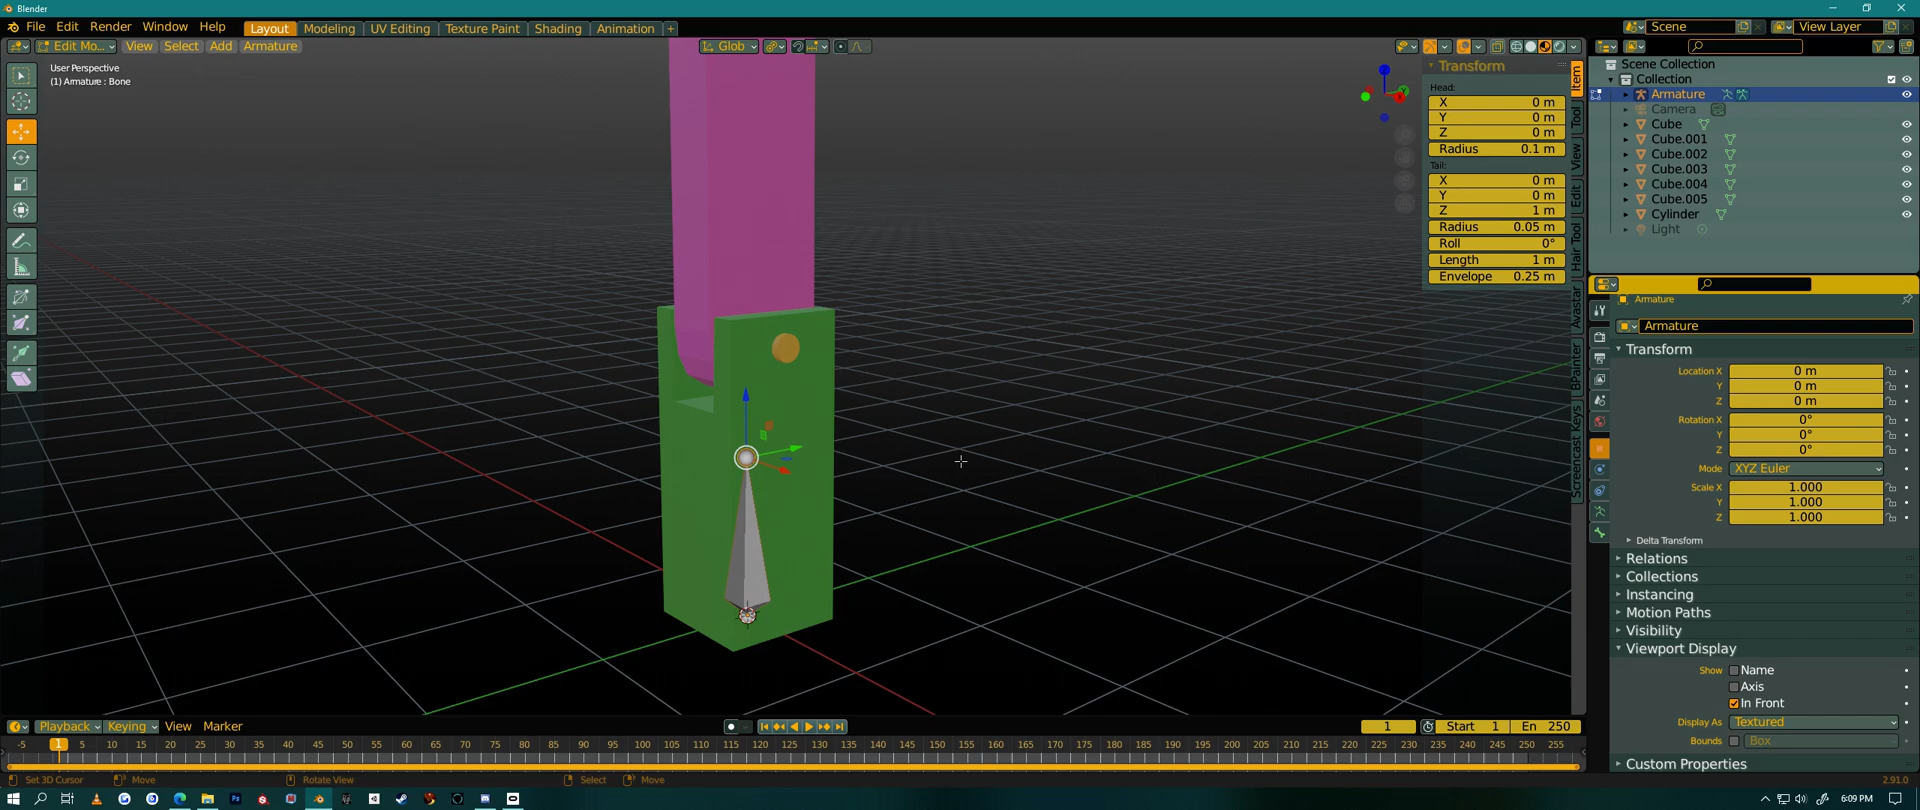 Blender
File Edit Render Window Help
Layout Modeling UV Editing Texture Paint Shading Animation +
Scene
View Layer
Edit Mo...
View Select Add Armature
Glob
User Perspective
(1) Armature : Bone
Transform
Head:
X 0 m
Y 0 m
Z 0 m
Radius 0.1 m
Tail:
X 0 m
Y 0 m
Z 1 m
Radius 0.05 m
Roll 0°
Length 1 m
Envelope 0.25 m
Item
Tool
View
Edit
Hair Tool
Avastar
BPainter
Screencast Keys
Scene Collection
Collection
Armature
Camera
Cube
Cube.001
Cube.002
Cube.003
Cube.004
Cube.005
Cylinder
Light
Armature
Armature
Transform
Location X 0 m
Y 0 m
Z 0 m
Rotation X 0°
Y 0°
Z 0°
Mode XYZ Euler
Scale X 1.000
Y 1.000
Z 1.000
Delta Transform
Relations
Collections
Instancing
Motion Paths
Visibility
Viewport Display
Show Name
Axis
In Front
Display As Textured
Bounds Box
Custom Properties
Playback Keying View Marker
1 Start 1 En 250
-5 1 5 10 15 20 25 30 35 40 45 50 55 60 65 70 75 80 85 90 95 100 105 110 115 120 125 130 135 140 145 150 155 160 165 170 175 180 185 190 195 200 205 210 215 220 225 230 235 240 245 250 255
Set 3D Cursor Move Rotate View Select Move 2.91.0
6:09 PM